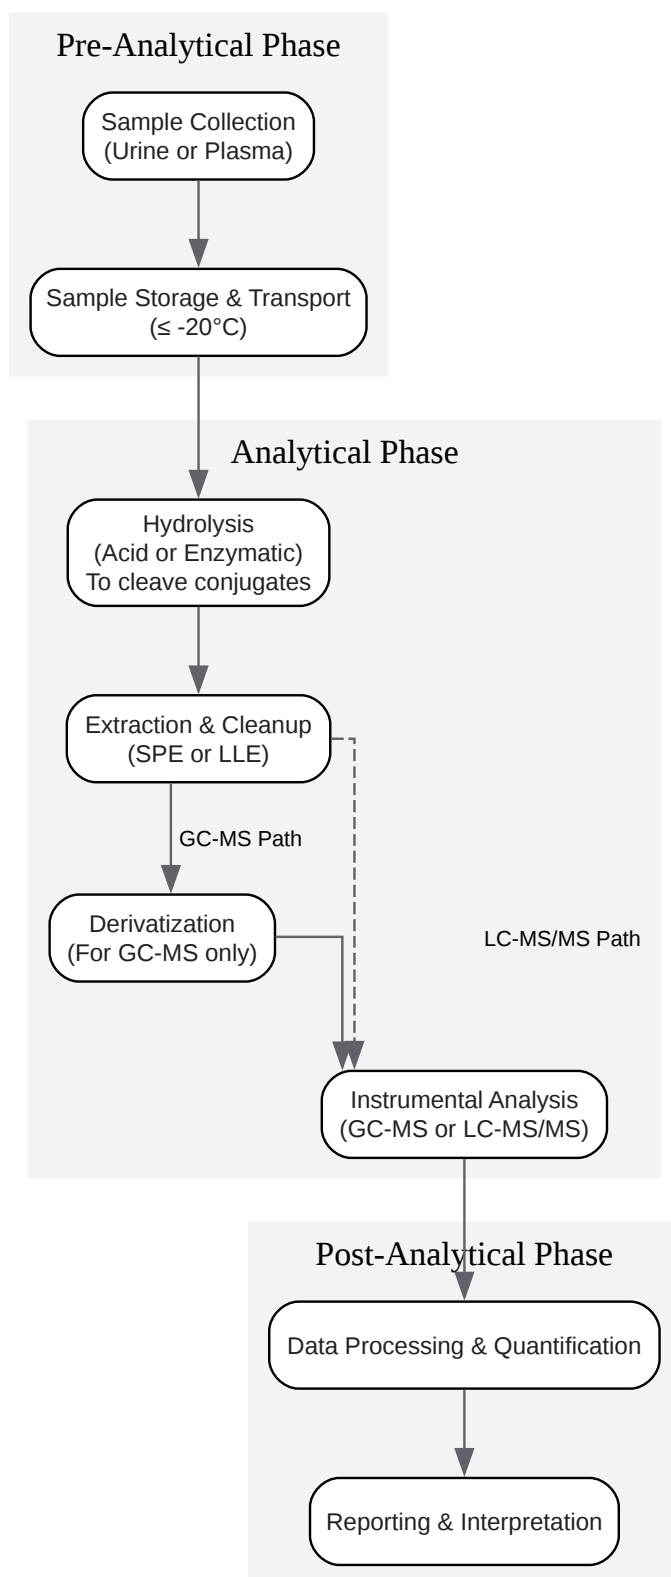 Pre-Analytical Phase
Sample Collection
(Urine or Plasma)
Sample Storage & Transport
(≤ -20°C)
Analytical Phase
Hydrolysis
(Acid or Enzymatic)
To cleave conjugates
Extraction & Cleanup
(SPE or LLE)
GC-MS Path
Derivatization
(For GC-MS only)
LC-MS/MS Path
Instrumental Analysis
(GC-MS or LC-MS/MS)
Post-Analytical Phase
Data Processing & Quantification
Reporting & Interpretation